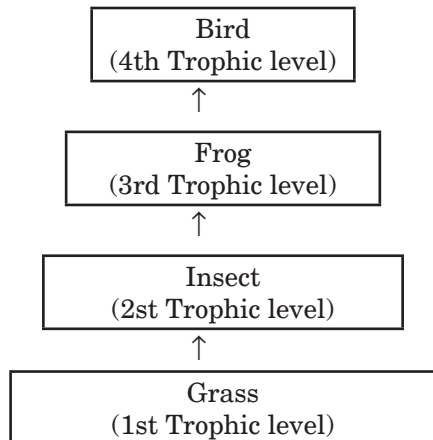 Bird
(4th Trophic level)
↑
Frog
(3rd Trophic level)
↑
Insect
(2st Trophic level)
↑
Grass
(1st Trophic level)